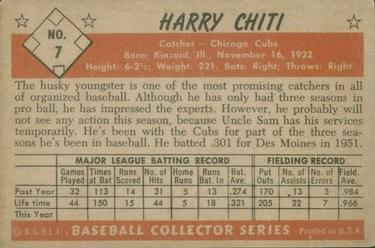 NO. 7
HARRY CHITI
Catcher — Chicago Cubs
Born: Kincaid, Ill., November 16, 1932
Height: 6-2½; Weight: 221; Bats: Right; Throws: Right
The husky youngster is one of the most promising catchers in all
of organized baseball. Although he has only had three seasons in
pro ball, he has impressed the experts. However, he probably will
not see any action this season, because Uncle Sam has his services
temporarily. He's been with the Cubs for part of the three sea-
sons he's been in baseball. He batted .301 for Des Moines in 1951.
MAJOR LEAGUE BATTING RECORD FIELDING RECORD
Games Played Times at Bat Runs Scored No. of Hits Home Runs Runs Bat. In Bat. Av. Put Outs No. of Assists No. of Errors Field Av.
Past Year 32 113 14 31 5 13 .274 170 13 3 .984
Life time 44 150 15 44 5 18 .321 205 22 .966
This Year
© B.G.H.L.I. BASEBALL COLLECTOR SERIES Printed in U.S.A.